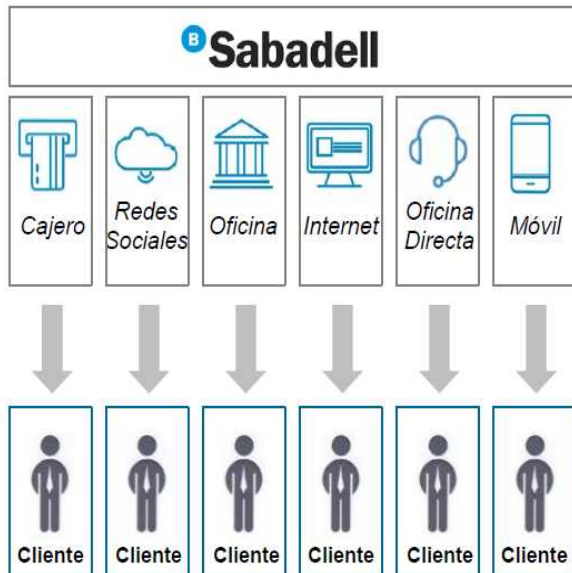 B Sabadell
Cajero
Redes
Sociales
Oficina
Internet
Oficina
Directa
Móvil
Cliente Cliente Cliente Cliente Cliente Cliente